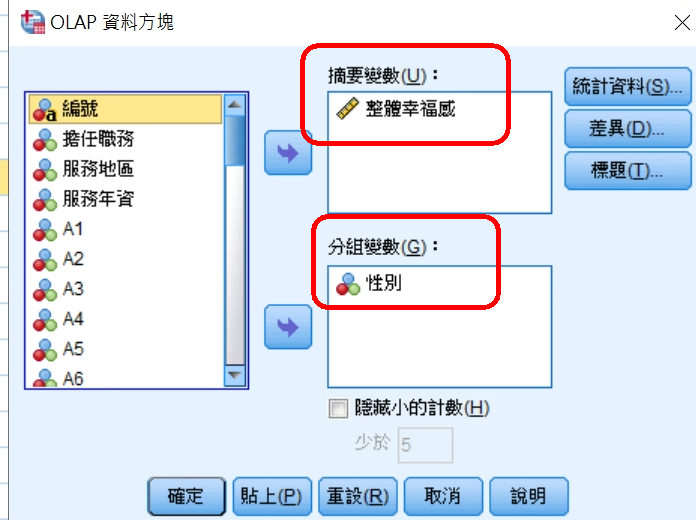 OLAP 資料方塊
摘要變數(U)：
編號
擔任職務
服務地區
服務年資
A1
A2
A3
A4
A5
A6
整體幸福感
統計資料(S)...
差異(D)...
標題(T)...
分組變數(G)：
性別
隱藏小的計數(H)
少於 5
確定 貼上(P) 重設(R) 取消 說明